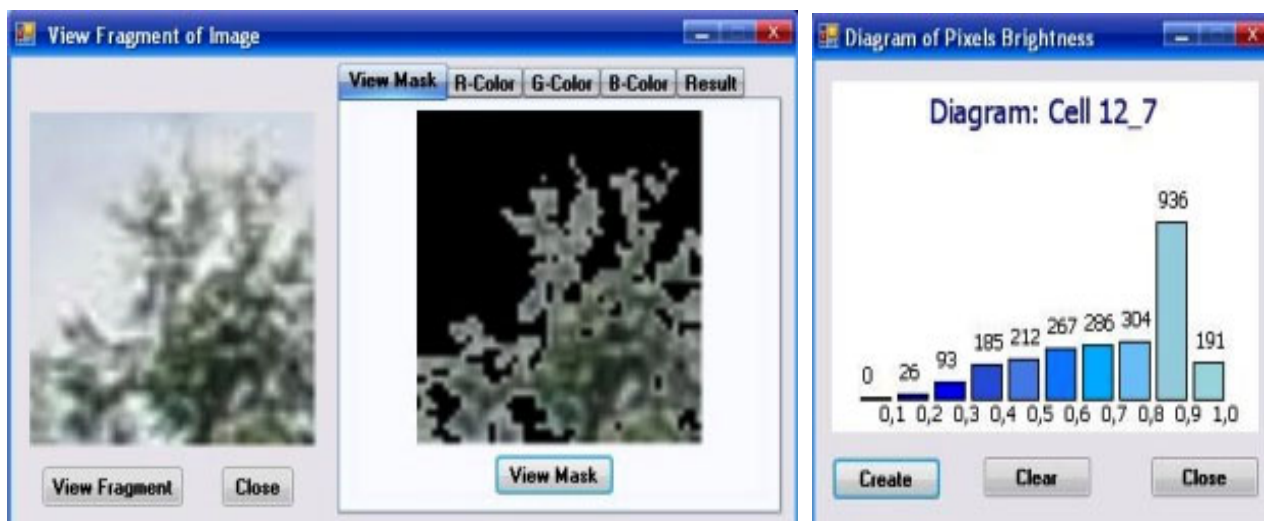 View Fragment of Image
View Mask R-Color G-Color B-Color Result
View Fragment Close
View Mask
Diagram of Pixels Brightness
Diagram: Cell 12_7
0 26 93 185 212 267 286 304 936 191
0,1 0,2 0,3 0,4 0,5 0,6 0,7 0,8 0,9 1,0
Create Clear Close